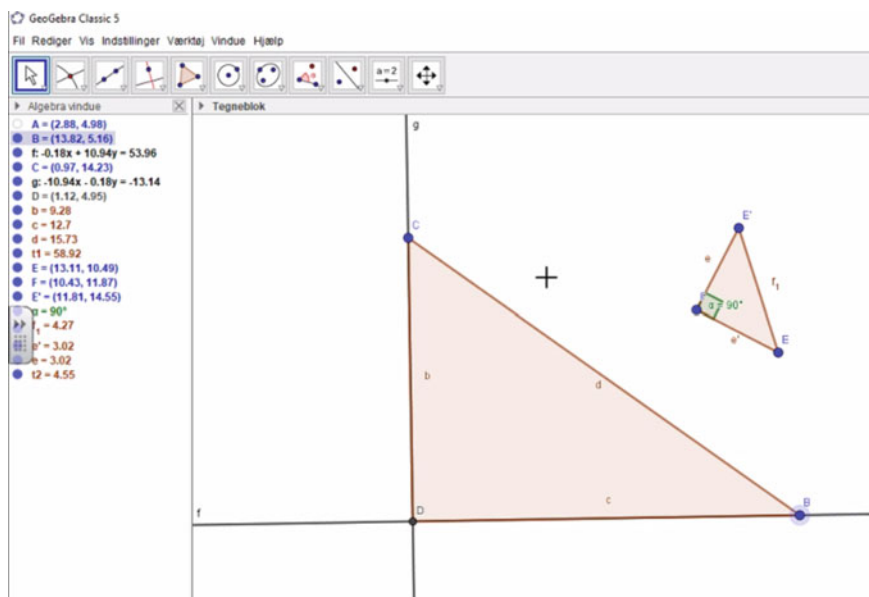 GeoGebra Classic 5
Fil Rediger Vis Indstillinger Værktøj Vindue Hjælp
a=2
Algebra vindue
Tegneblok
A = (2.88, 4.98)
B = (13.82, 5.16)
f: -0.18x + 10.94y = 53.96
C = (0.97, 14.23)
g: -10.94x - 0.18y = -13.14
D = (1.12, 4.95)
b = 9.28
c = 12.7
d = 15.73
t1 = 58.92
E = (13.11, 10.49)
F = (10.43, 11.87)
E' = (11.81, 14.55)
α = 90°
f₁ = 4.27
e' = 3.02
e = 3.02
t2 = 4.55
g
C
E'
e
f₁
F
α = 90°
e'
E
b
d
c
B
D
f